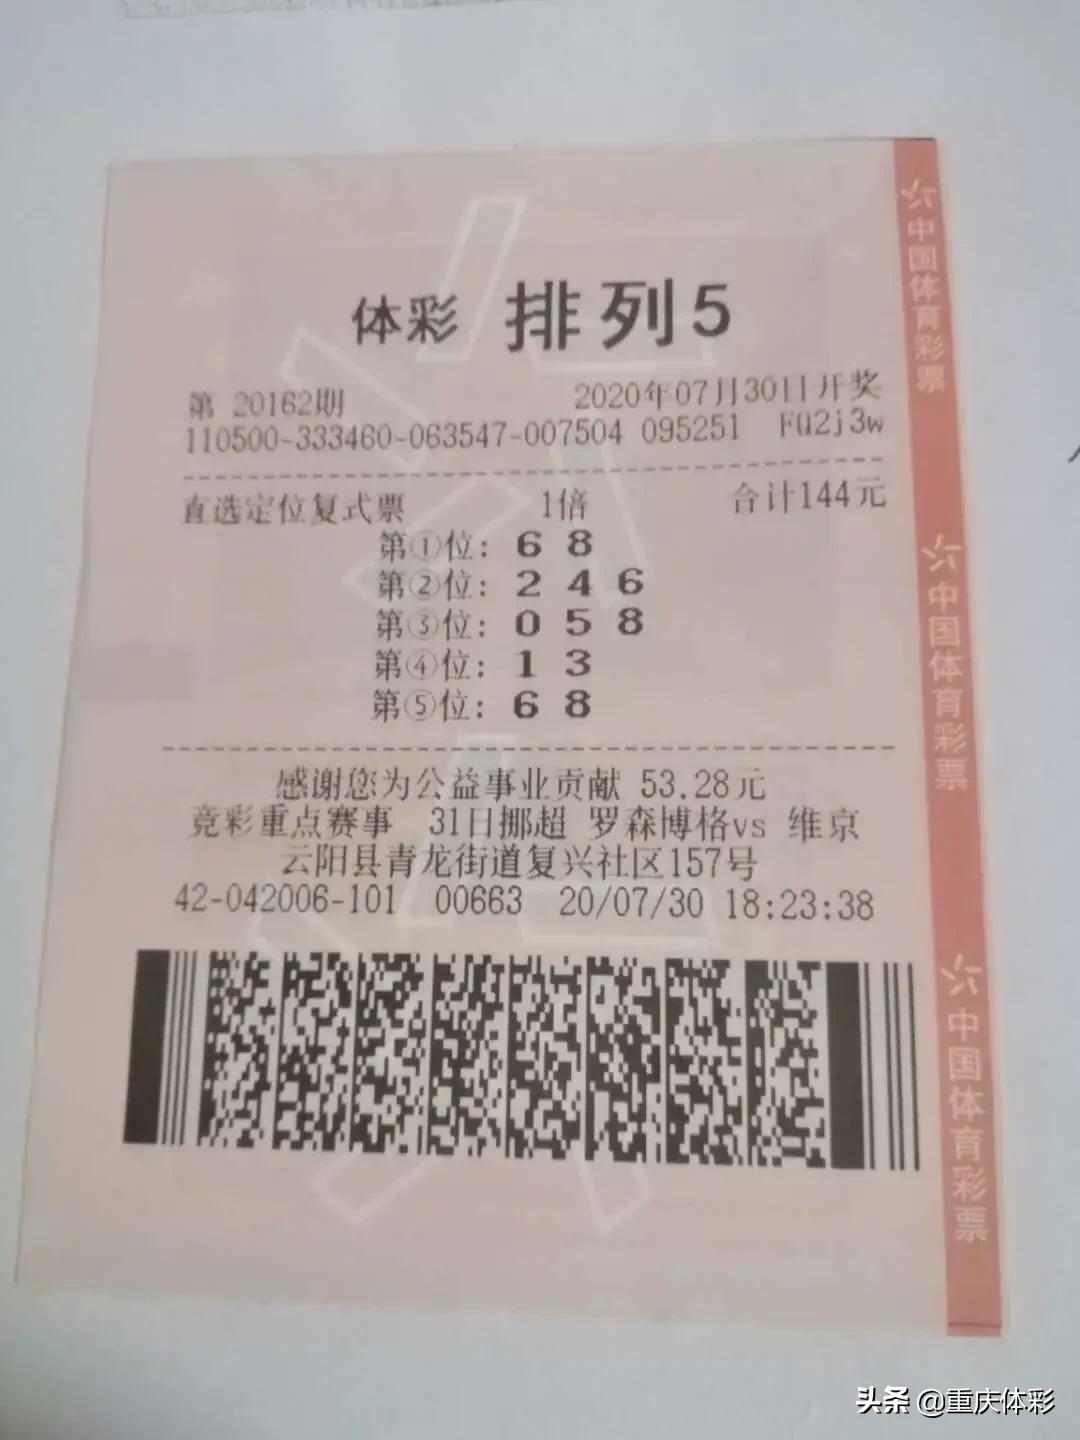 体彩 排列5
第 20162期 2020年07月30日开奖
110500-333460-063547-007504 095251 FQ2j3w
直选定位复式票 1倍 合计144元
第①位: 6 8
第②位: 2 4 6
第③位: 0 5 8
第④位: 1 3
第⑤位: 6 8
感谢您为公益事业贡献 53.28元
竞彩重点赛事 31日挪超 罗森博格vs 维京
云阳县青龙街道复兴社区157号
42-042006-101 00663 20/07/30 18:23:38
中国体育彩票
中国体育彩票
中国体育彩票
头条 @重庆体彩